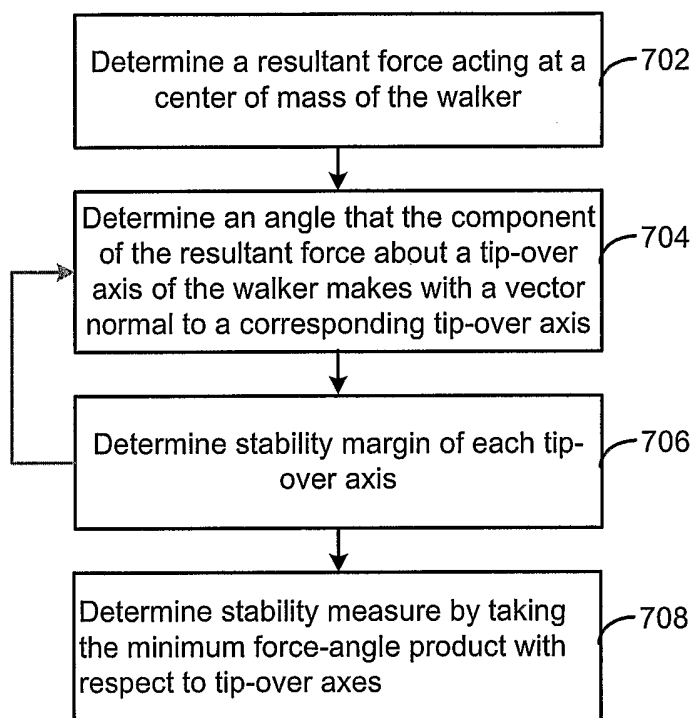 Determine a resultant force acting at a
center of mass of the walker
702
Determine an angle that the component
of the resultant force about a tip-over
axis of the walker makes with a vector
normal to a corresponding tip-over axis
704
Determine stability margin of each tip-
over axis
706
Determine stability measure by taking
the minimum force-angle product with
respect to tip-over axes
708